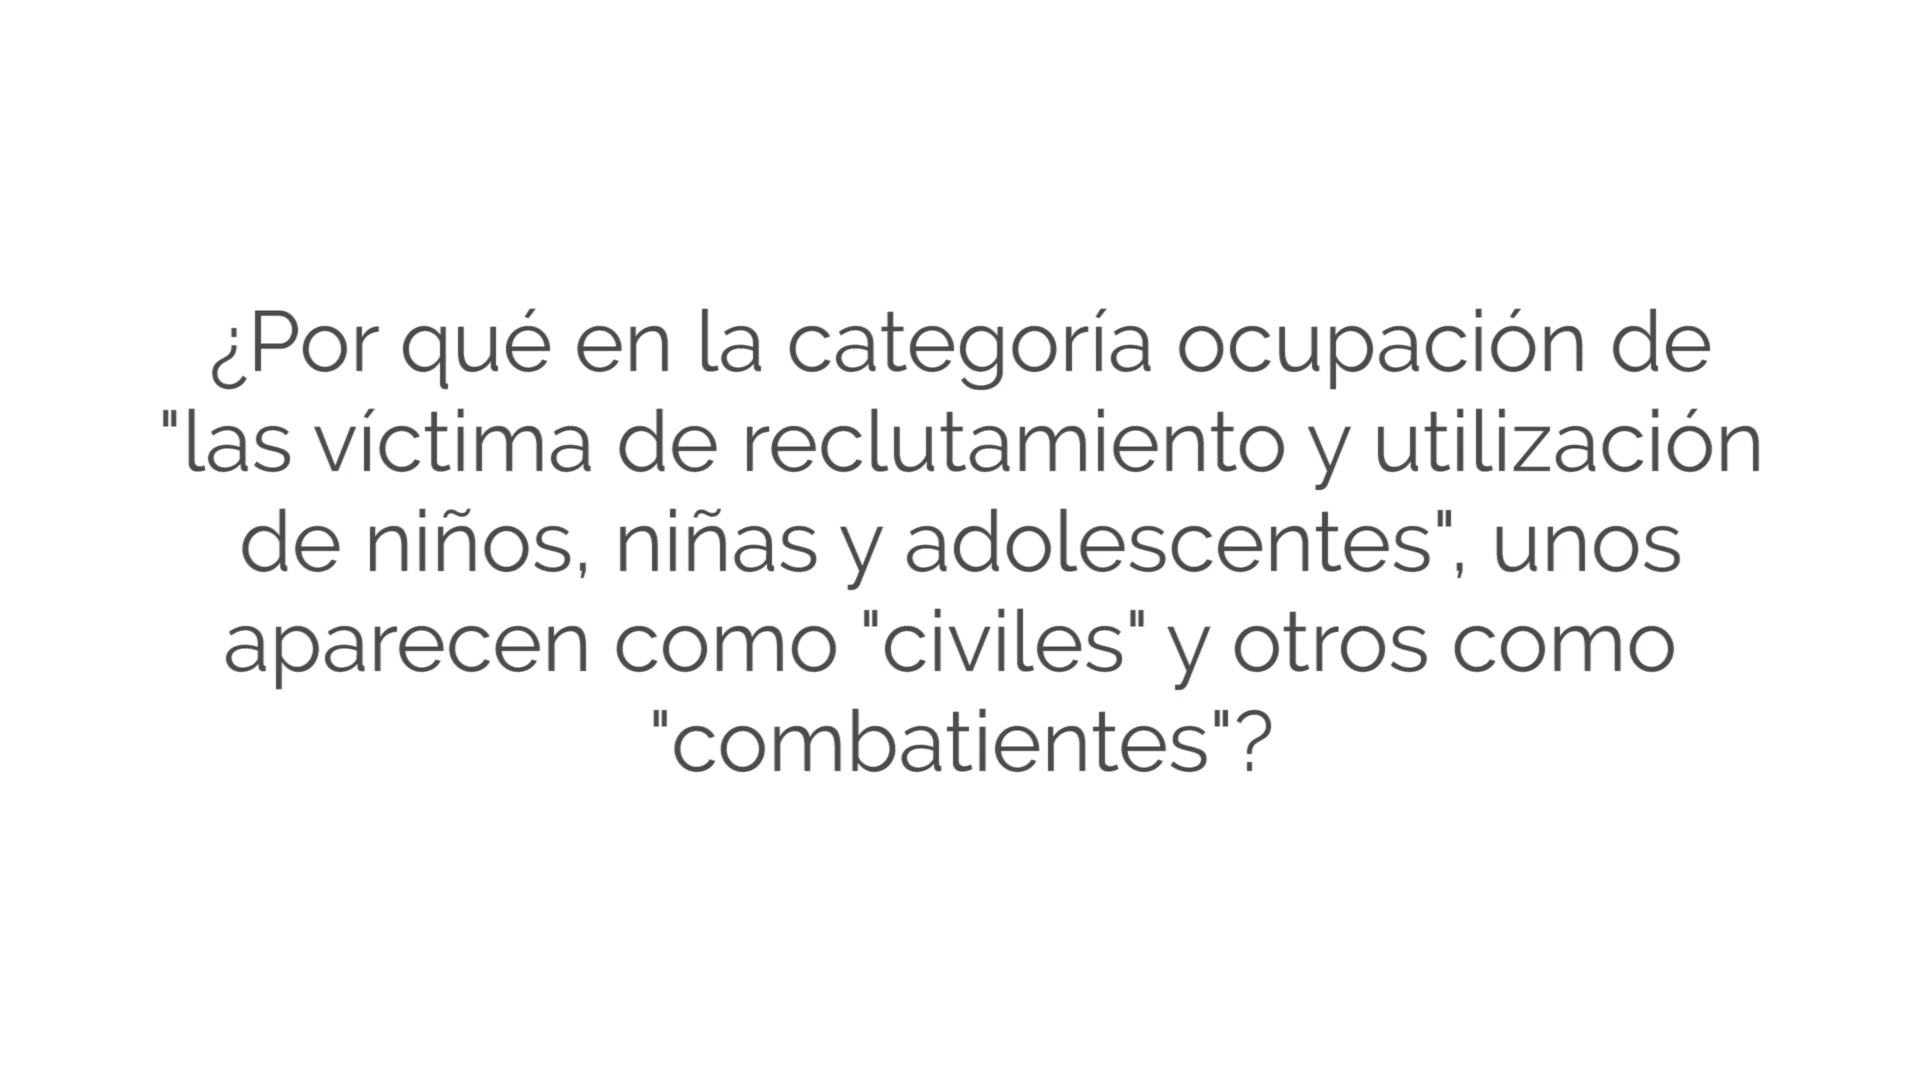 ¿Por qué en la categoría ocupación de
"las víctima de reclutamiento y utilización
de niños, niñas y adolescentes", unos
aparecen como "civiles" y otros como
"combatientes"?